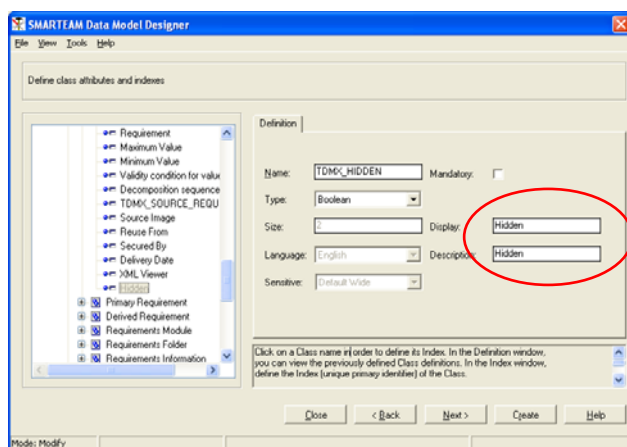 SMARTEAM Data Model Designer
File View Tools Help
Define class attributes and indexes
Requirement
Maximum Value
Minimum Value
Validity condition for value
Decomposition sequence
TDMX_SOURCE_REQU
Source Image
Reuse From
Secured By
Delivery Date
XML Viewer
Hidden
Primary Requirement
Derived Requirement
Requirements Module
Requirements Folder
Requirements Information
Definition
Name: TDMX_HIDDEN Mandatory:
Type: Boolean
Size: 2 Display: Hidden
Language: English Description: Hidden
Sensitive: Default Wide
Click on a Class name in order to define its Index. In the Definition window,
you can view the previously defined Class definitions. In the Index window,
define the Index (unique primary identifier) of the Class.
Close < Back Next > Create Help
Mode: Modify